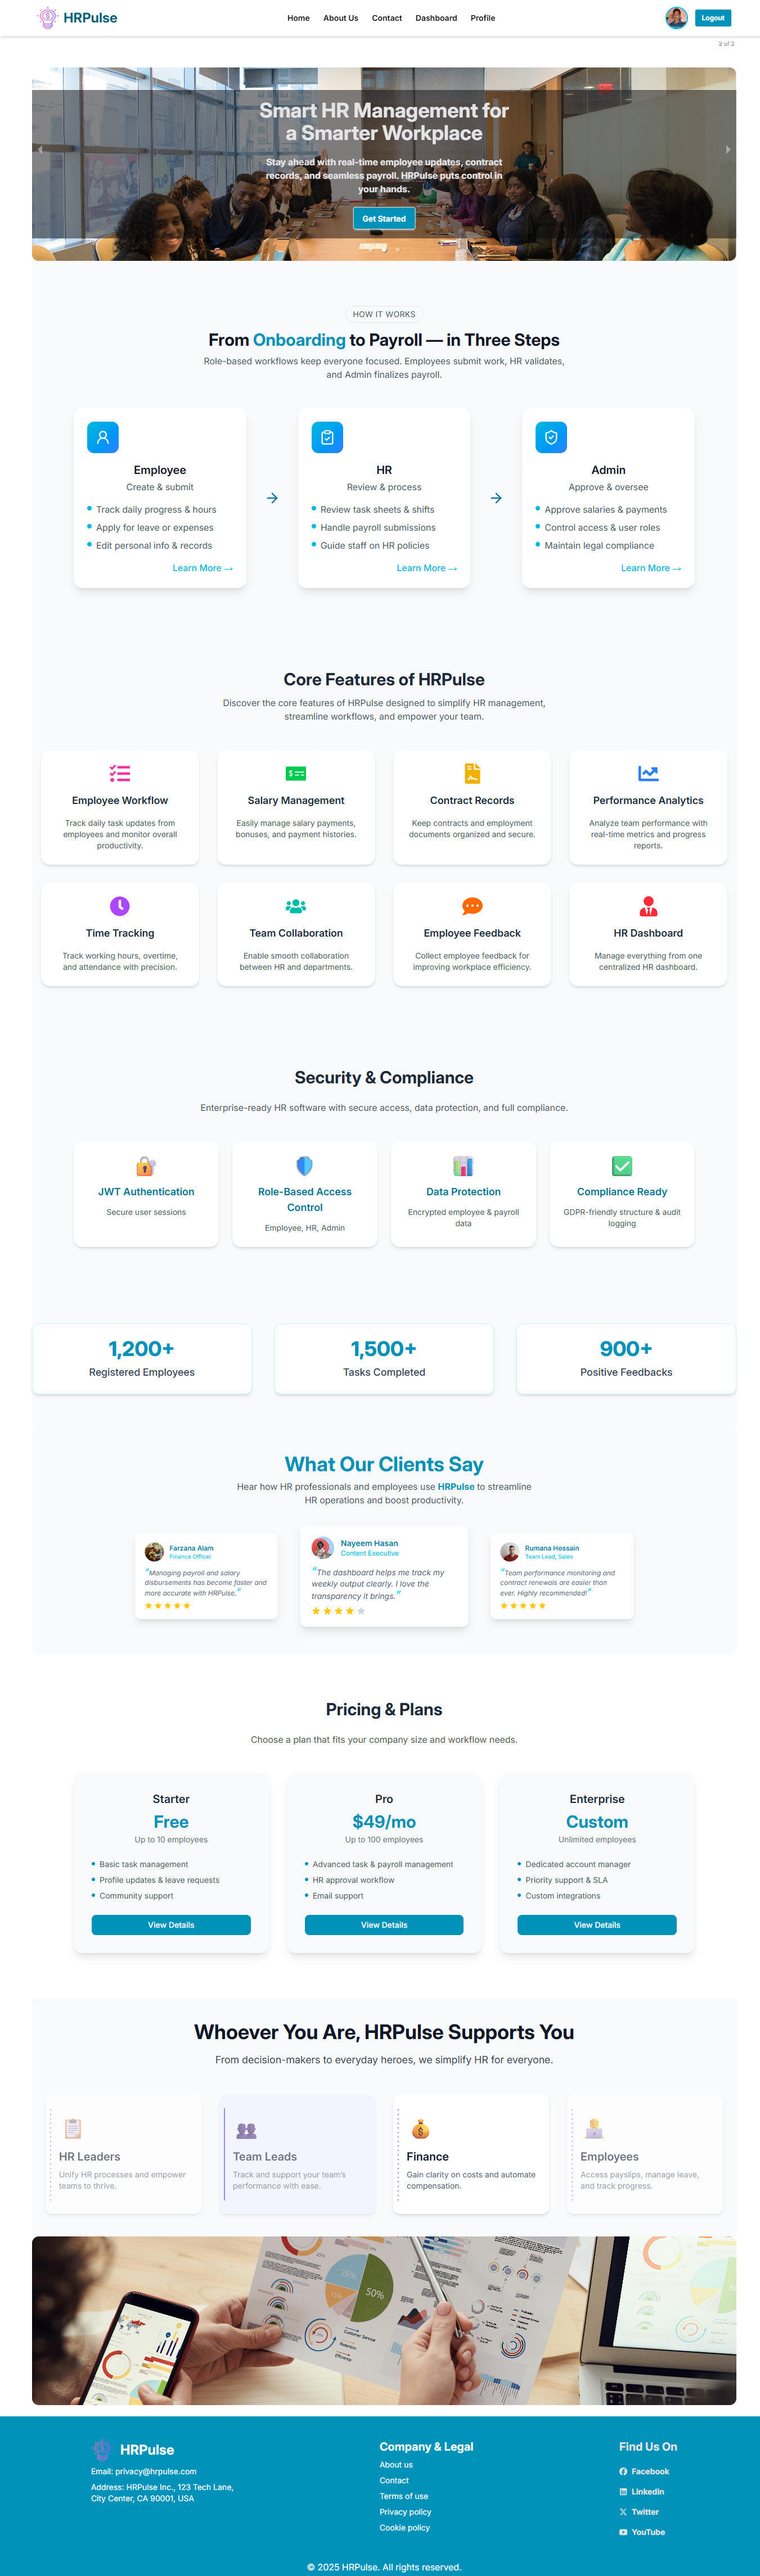 HRPulse
Home
About Us
Contact
Dashboard
Profile
Logout
2 of 3
Smart HR Management for
a Smarter Workplace
Stay ahead with real-time employee updates, contract
records, and seamless payroll. HRPulse puts control in
your hands.
Get Started
HOW IT WORKS
From Onboarding to Payroll — in Three Steps
Role-based workflows keep everyone focused. Employees submit work, HR validates,
and Admin finalizes payroll.
Employee
Create & submit
Track daily progress & hours
Apply for leave or expenses
Edit personal info & records
Learn More →
HR
Review & process
Review task sheets & shifts
Handle payroll submissions
Guide staff on HR policies
Learn More →
Admin
Approve & oversee
Approve salaries & payments
Control access & user roles
Maintain legal compliance
Learn More →
Core Features of HRPulse
Discover the core features of HRPulse designed to simplify HR management,
streamline workflows, and empower your team.
Employee Workflow
Track daily task updates from
employees and monitor overall
productivity.
Salary Management
Easily manage salary payments,
bonuses, and payment histories.
Contract Records
Keep contracts and employment
documents organized and secure.
Performance Analytics
Analyze team performance with
real-time metrics and progress
reports.
Time Tracking
Track working hours, overtime,
and attendance with precision.
Team Collaboration
Enable smooth collaboration
between HR and departments.
Employee Feedback
Collect employee feedback for
improving workplace efficiency.
HR Dashboard
Manage everything from one
centralized HR dashboard.
Security & Compliance
Enterprise-ready HR software with secure access, data protection, and full compliance.
JWT Authentication
Secure user sessions
Role-Based Access
Control
Employee, HR, Admin
Data Protection
Encrypted employee & payroll
data
Compliance Ready
GDPR-friendly structure & audit
logging
1,200+
Registered Employees
1,500+
Tasks Completed
900+
Positive Feedbacks
What Our Clients Say
Hear how HR professionals and employees use HRPulse to streamline
HR operations and boost productivity.
Farzana Alam
Finance Officer
“Managing payroll and salary
disbursements has become faster and
more accurate with HRPulse.”
Nayeem Hasan
Content Executive
“The dashboard helps me track my
weekly output clearly. I love the
transparency it brings.”
Rumana Hossain
Team Lead, Sales
“Team performance monitoring and
contract renewals are easier than
ever. Highly recommended!”
Pricing & Plans
Choose a plan that fits your company size and workflow needs.
Starter
Free
Up to 10 employees
Basic task management
Profile updates & leave requests
Community support
View Details
Pro
$49/mo
Up to 100 employees
Advanced task & payroll management
HR approval workflow
Email support
View Details
Enterprise
Custom
Unlimited employees
Dedicated account manager
Priority support & SLA
Custom integrations
View Details
Whoever You Are, HRPulse Supports You
From decision-makers to everyday heroes, we simplify HR for everyone.
HR Leaders
Unify HR processes and empower
teams to thrive.
Team Leads
Track and support your team's
performance with ease.
Finance
Gain clarity on costs and automate
compensation.
Employees
Access payslips, manage leave,
and track progress.
25%
50%
Customer Service
Retention
Efficiency
HRPulse
Email: privacy@hrpulse.com
Address: HRPulse Inc., 123 Tech Lane,
City Center, CA 90001, USA
Company & Legal
About us
Contact
Terms of use
Privacy policy
Cookie policy
Find Us On
Facebook
Linkedin
Twitter
YouTube
© 2025 HRPulse. All rights reserved.